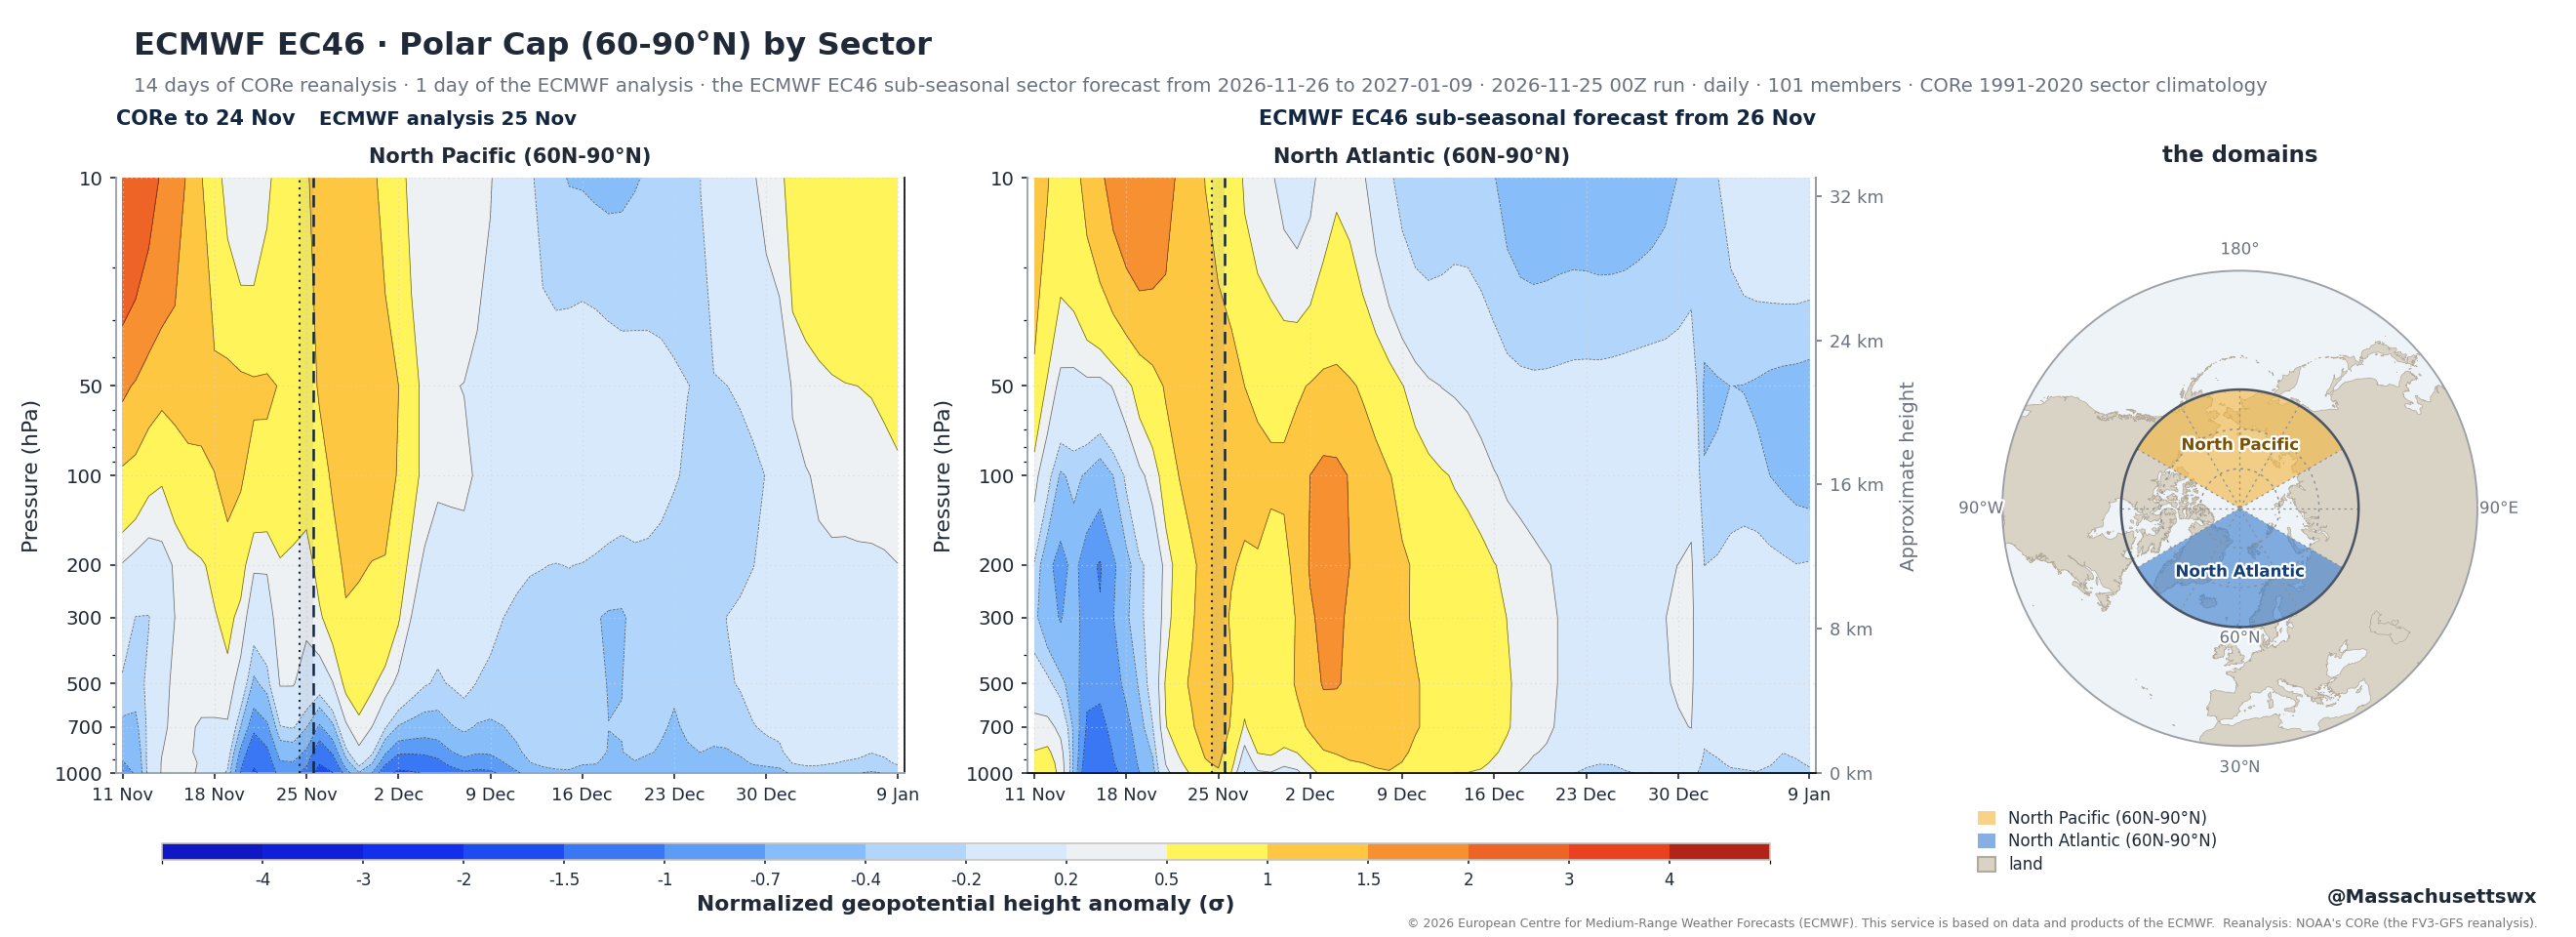 ECMWF EC46 · Polar Cap (60-90°N) by Sector
14 days of CORe reanalysis · 1 day of the ECMWF analysis · the ECMWF EC46 sub-seasonal sector forecast from 2026-11-26 to 2027-01-09 · 2026-11-25 00Z run · daily · 101 members · CORe 1991-2020 sector climatology
CORe to 24 Nov ECMWF analysis 25 Nov ECMWF EC46 sub-seasonal forecast from 26 Nov
North Pacific (60N-90°N)
Pressure (hPa)
10
50
100
200
300
500
700
1000
11 Nov 18 Nov 25 Nov 2 Dec 9 Dec 16 Dec 23 Dec 30 Dec 9 Jan
North Atlantic (60N-90°N)
Pressure (hPa)
10
50
100
200
300
500
700
1000
11 Nov 18 Nov 25 Nov 2 Dec 9 Dec 16 Dec 23 Dec 30 Dec 9 Jan
32 km
24 km
16 km
8 km
0 km
Approximate height
the domains
180°
North Pacific
90°W
90°E
North Atlantic
60°N
30°N
North Pacific (60N-90°N)
North Atlantic (60N-90°N)
land
-4 -3 -2 -1.5 -1 -0.7 -0.4 -0.2 0.2 0.5 1 1.5 2 3 4
Normalized geopotential height anomaly (σ)
@Massachusettswx
© 2026 European Centre for Medium-Range Weather Forecasts (ECMWF). This service is based on data and products of the ECMWF. Reanalysis: NOAA's CORe (the FV3-GFS reanalysis).